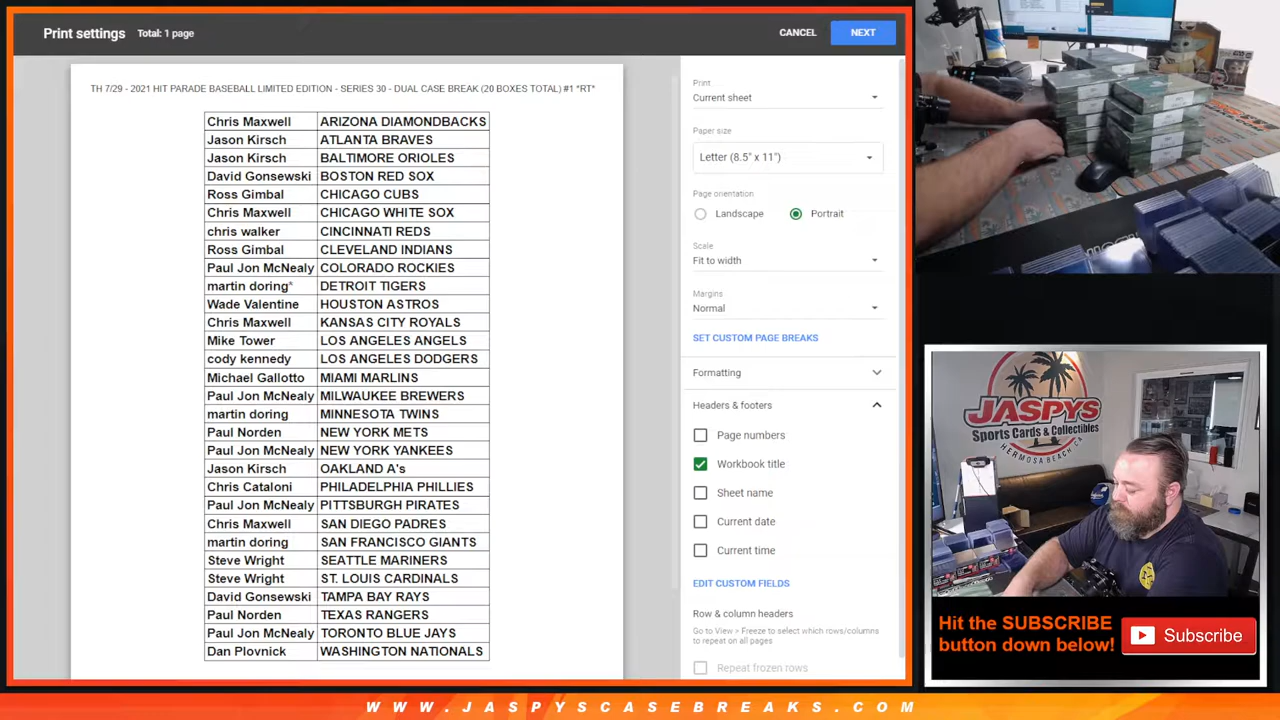 Print settings Total: 1 page
CANCEL NEXT
TH 7/29 - 2021 HIT PARADE BASEBALL LIMITED EDITION - SERIES 30 - DUAL CASE BREAK (20 BOXES TOTAL) #1 *RT*
Chris Maxwell ARIZONA DIAMONDBACKS
Jason Kirsch ATLANTA BRAVES
Jason Kirsch BALTIMORE ORIOLES
David Gonsewski BOSTON RED SOX
Ross Gimbal CHICAGO CUBS
Chris Maxwell CHICAGO WHITE SOX
chris walker CINCINNATI REDS
Ross Gimbal CLEVELAND INDIANS
Paul Jon McNealy COLORADO ROCKIES
martin doring* DETROIT TIGERS
Wade Valentine HOUSTON ASTROS
Chris Maxwell KANSAS CITY ROYALS
Mike Tower LOS ANGELES ANGELS
cody kennedy LOS ANGELES DODGERS
Michael Gallotto MIAMI MARLINS
Paul Jon McNealy MILWAUKEE BREWERS
martin doring MINNESOTA TWINS
Paul Norden NEW YORK METS
Paul Jon McNealy NEW YORK YANKEES
Jason Kirsch OAKLAND A's
Chris Cataloni PHILADELPHIA PHILLIES
Paul Jon McNealy PITTSBURGH PIRATES
Chris Maxwell SAN DIEGO PADRES
martin doring SAN FRANCISCO GIANTS
Steve Wright SEATTLE MARINERS
Steve Wright ST. LOUIS CARDINALS
David Gonsewski TAMPA BAY RAYS
Paul Norden TEXAS RANGERS
Paul Jon McNealy TORONTO BLUE JAYS
Dan Plovnick WASHINGTON NATIONALS
Print
Current sheet
Paper size
Letter (8.5" x 11")
Page orientation
Landscape Portrait
Scale
Fit to width
Margins
Normal
SET CUSTOM PAGE BREAKS
Formatting
Headers & footers
Page numbers
Workbook title
Sheet name
Current date
Current time
EDIT CUSTOM FIELDS
Row & column headers
Go to View > Freeze to select which rows/columns
to repeat on all pages
Repeat frozen rows
JASPYS
Sports Cards & Collectibles
HERMOSA BEACH, CA
Hit the SUBSCRIBE
button down below!
Subscribe
WWW.JASPYSCASEBREAKS.COM